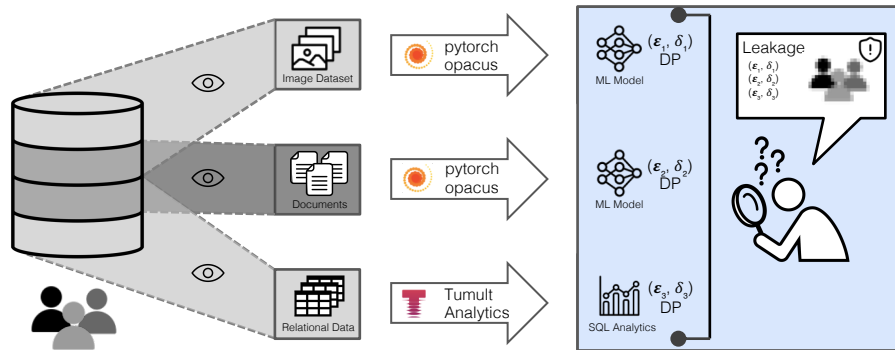 Image Dataset
pytorch
opacus
(ε₁, δ₁)
DP
ML Model
Leakage
(ε₁, δ₁)
(ε₂, δ₂)
(ε₃, δ₃)
Documents
pytorch
opacus
(ε₂, δ₂)
DP
ML Model
? ? ?
Relational Data
Tumult
Analytics
(ε₃, δ₃)
DP
SQL Analytics